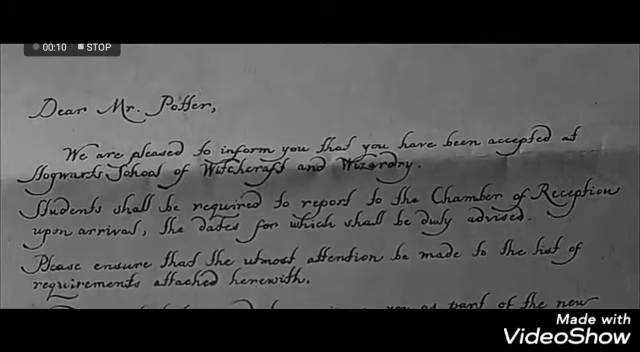 00:10 STOP
Dear Mr. Potter,
We are pleased to inform you that you have been accepted at
Hogwarts School of Witchcraft and Wizardry.
Students shall be required to report to the Chamber of Reception
upon arrival, the dates for which shall be duly advised.
Please ensure that the utmost attention be made to the list of
requirements attached herewith.
you as part of the new
Made with
VideoShow